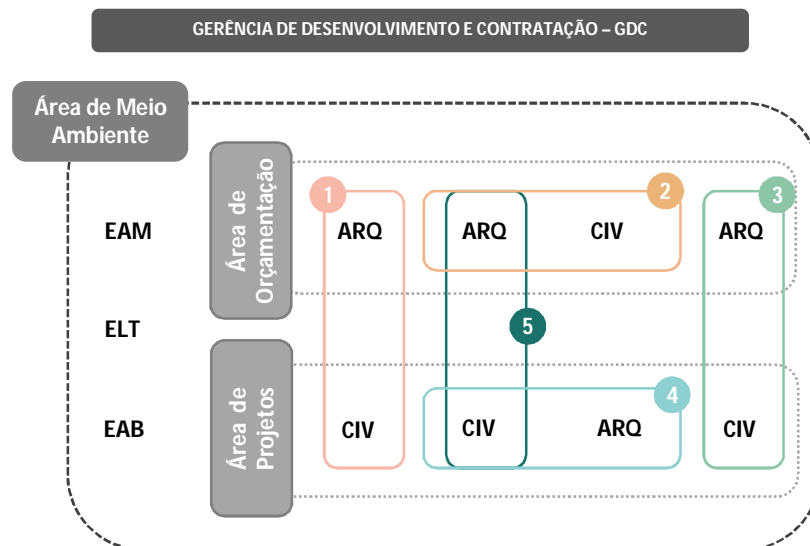 GERÊNCIA DE DESENVOLVIMENTO E CONTRATAÇÃO – GDC
Área de Meio
Ambiente
Área de
Orçamentação
1
2
3
EAM
ARQ
ARQ
CIV
ARQ
ELT
5
Área de
Projetos
4
EAB
CIV
CIV
ARQ
CIV